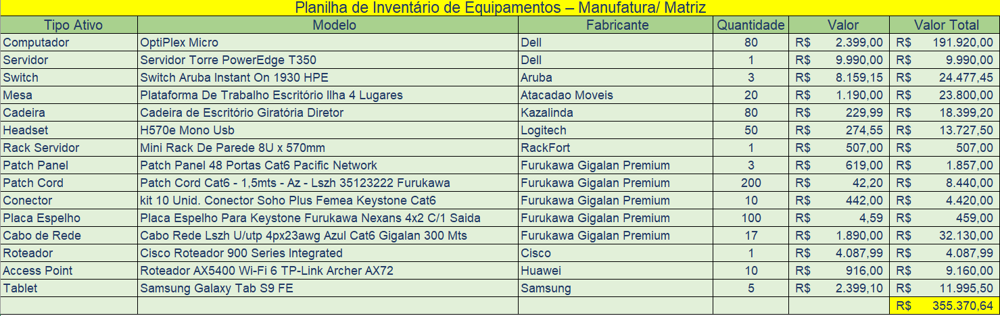 Planilha de Inventário de Equipamentos – Manufatura/ Matriz
Tipo Ativo Modelo Fabricante Quantidade Valor Valor Total
Computador OptiPlex Micro Dell 80 R$ 2.399,00 R$ 191.920,00
Servidor Servidor Torre PowerEdge T350 Dell 1 R$ 9.990,00 R$ 9.990,00
Switch Switch Aruba Instant On 1930 HPE Aruba 3 R$ 8.159,15 R$ 24.477,45
Mesa Plataforma De Trabalho Escritório Ilha 4 Lugares Atacadao Moveis 20 R$ 1.190,00 R$ 23.800,00
Cadeira Cadeira de Escritório Giratória Diretor Kazalinda 80 R$ 229,99 R$ 18.399,20
Headset H570e Mono Usb Logitech 50 R$ 274,55 R$ 13.727,50
Rack Servidor Mini Rack De Parede 8U x 570mm RackFort 1 R$ 507,00 R$ 507,00
Patch Panel Patch Panel 48 Portas Cat6 Pacific Network Furukawa Gigalan Premium 3 R$ 619,00 R$ 1.857,00
Patch Cord Patch Cord Cat6 - 1,5mts - Az - Lszh 35123222 Furukawa Furukawa Gigalan Premium 200 R$ 42,20 R$ 8.440,00
Conector kit 10 Unid. Conector Soho Plus Femea Keystone Cat6 Furukawa Gigalan Premium 10 R$ 442,00 R$ 4.420,00
Placa Espelho Placa Espelho Para Keystone Furukawa Nexans 4x2 C/1 Saida Furukawa Gigalan Premium 100 R$ 4,59 R$ 459,00
Cabo de Rede Cabo Rede Lszh U/utp 4px23awg Azul Cat6 Gigalan 300 Mts Furukawa Gigalan Premium 17 R$ 1.890,00 R$ 32.130,00
Roteador Cisco Roteador 900 Series Integrated Cisco 1 R$ 4.087,99 R$ 4.087,99
Access Point Roteador AX5400 Wi-Fi 6 TP-Link Archer AX72 Huawei 10 R$ 916,00 R$ 9.160,00
Tablet Samsung Galaxy Tab S9 FE Samsung 5 R$ 2.399,10 R$ 11.995,50
R$ 355.370,64